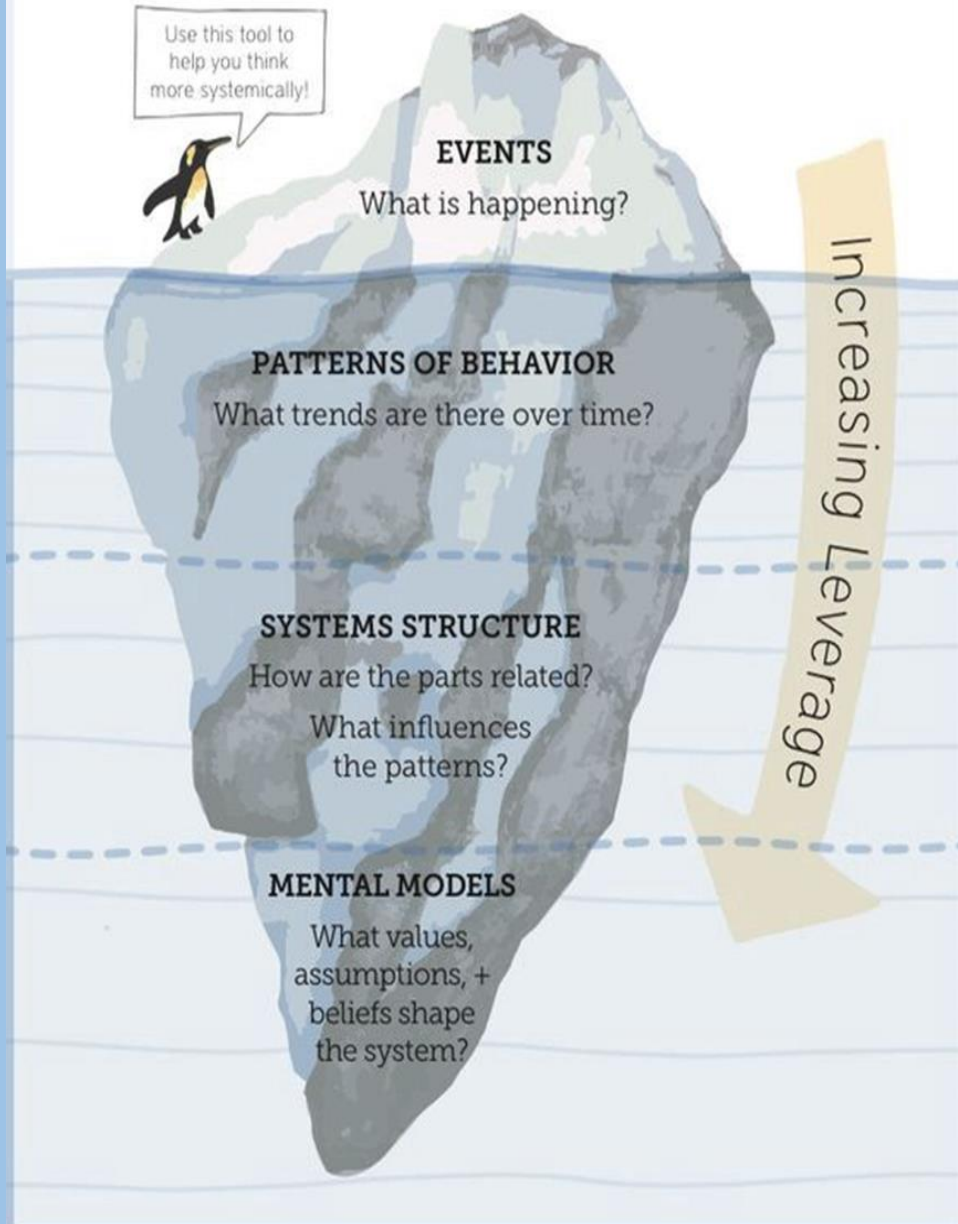 Use this tool to
help you think
more systemically!
EVENTS
What is happening?
PATTERNS OF BEHAVIOR
What trends are there over time?
SYSTEMS STRUCTURE
How are the parts related?
What influences
the patterns?
MENTAL MODELS
What values,
assumptions, +
beliefs shape
the system?
Increasing Leverage